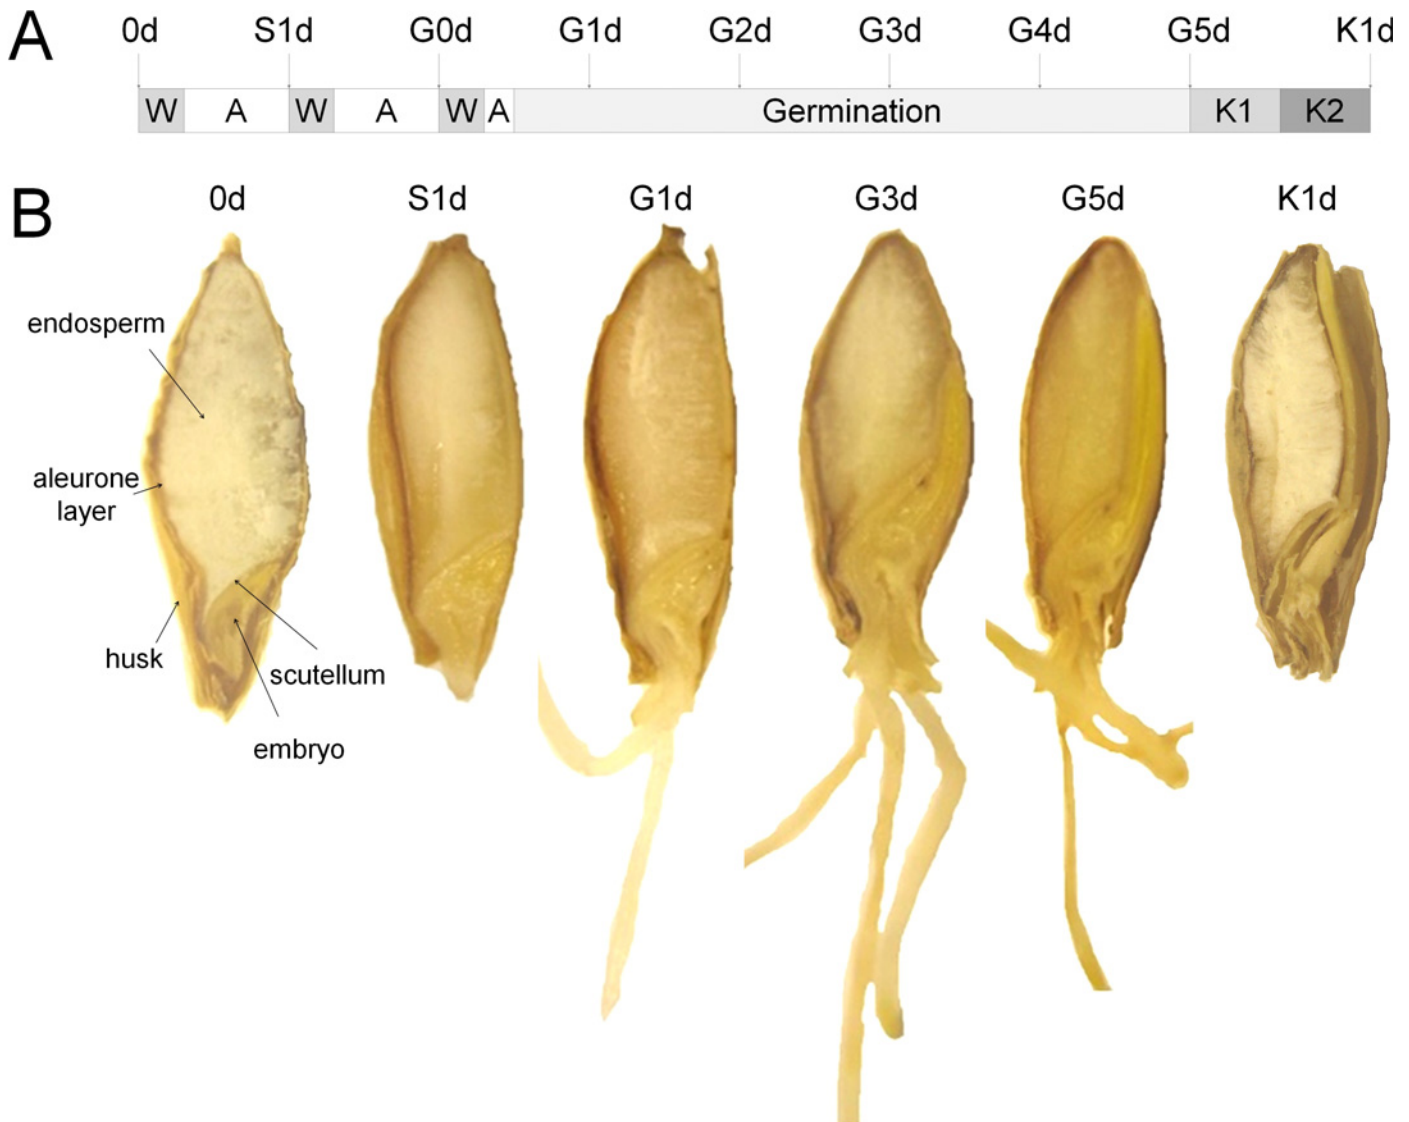 A
0d S1d G0d G1d G2d G3d G4d G5d K1d
W A W A W A Germination K1 K2
B
0d S1d G1d G3d G5d K1d
endosperm
aleurone
layer
husk
scutellum
embryo